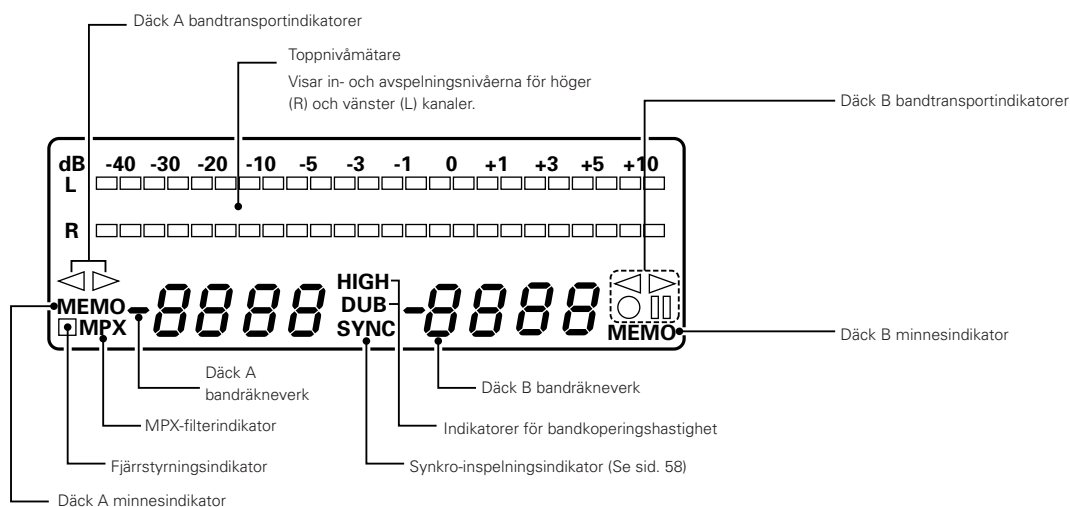 Däck A bandtransportindikatorer
Toppnivåmätare
Visar in- och avspelningsnivåerna för höger
(R) och vänster (L) kanaler.
Däck B bandtransportindikatorer
dB -40 -30 -20 -10 -5 -3 -1 0 +1 +3 +5 +10
L
R
HIGH
MEMO -8888 DUB -8888
MPX SYNC MEMO
Däck B minnesindikator
Däck A
bandräkneverk
Däck B bandräkneverk
MPX-filterindikator
Indikatorer för bandkoperingshastighet
Fjärrstyrningsindikator
Synkro-inspelningsindikator (Se sid. 58)
Däck A minnesindikator